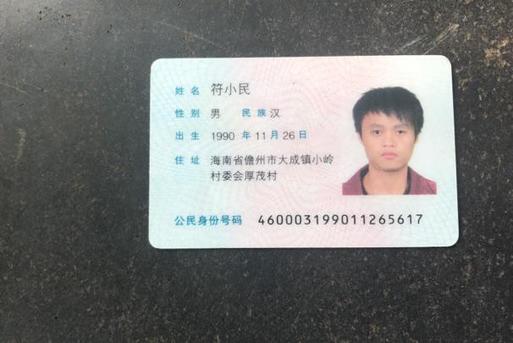 姓名 符小民
性别 男 民族 汉
出生 1990 年 11 月 26 日
住址 海南省儋州市大成镇小岭
村委会厚茂村
公民身份号码 460003199011265617